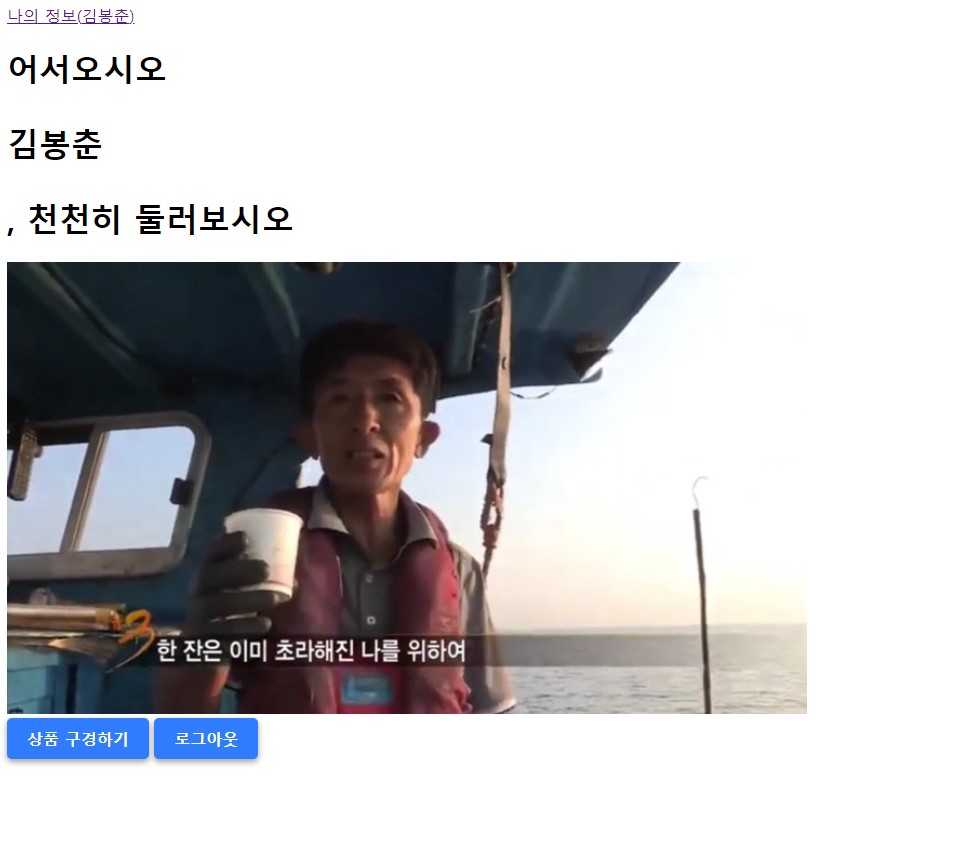 나의 정보(김봉춘)
어서오시오
김봉춘
, 천천히 둘러보시오
3
한 잔은 이미 초라해진 나를 위하여
상품 구경하기 로그아웃